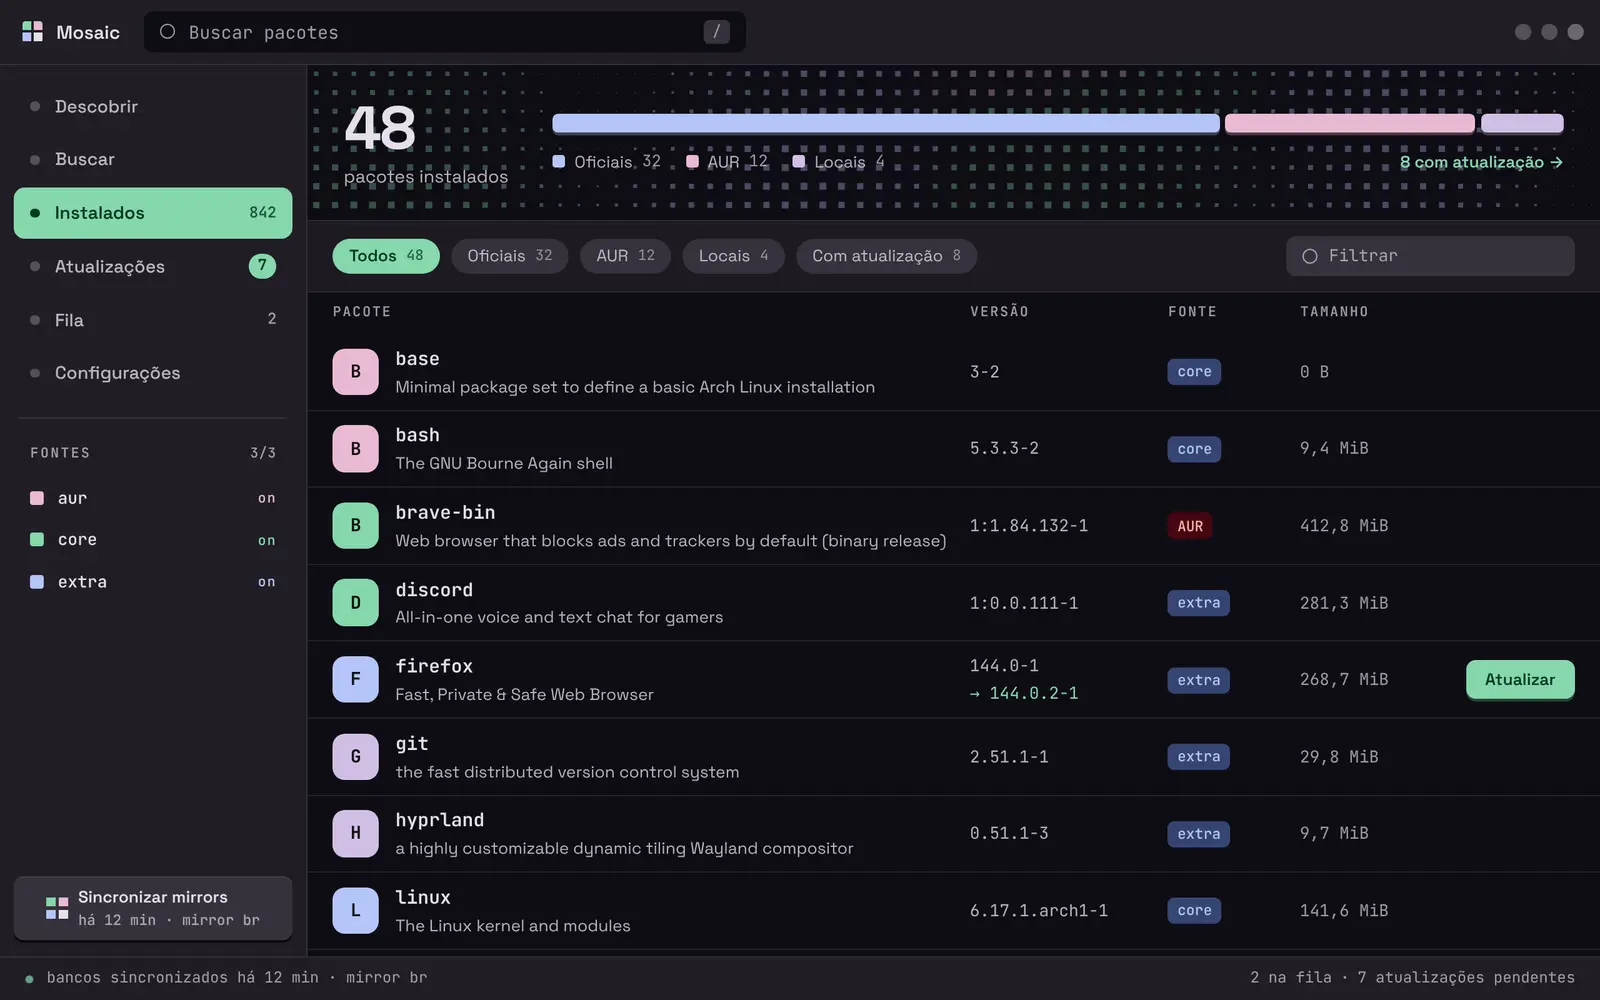 Mosaic
Buscar pacotes
/
Descobrir
Buscar
Instalados 842
Atualizações 7
Fila 2
Configurações
FONTES 3/3
aur on
core on
extra on
Sincronizar mirrors
há 12 min · mirror br
48
pacotes instalados
Oficiais 32 AUR 12 Locais 4
8 com atualização →
Todos 48 Oficiais 32 AUR 12 Locais 4 Com atualização 8
Filtrar
PACOTE VERSÃO FONTE TAMANHO
B base 3-2 core 0 B
Minimal package set to define a basic Arch Linux installation
B bash 5.3.3-2 core 9,4 MiB
The GNU Bourne Again shell
B brave-bin 1:1.84.132-1 AUR 412,8 MiB
Web browser that blocks ads and trackers by default (binary release)
D discord 1:0.0.111-1 extra 281,3 MiB
All-in-one voice and text chat for gamers
F firefox 144.0-1 extra 268,7 MiB Atualizar
Fast, Private & Safe Web Browser → 144.0.2-1
G git 2.51.1-1 extra 29,8 MiB
the fast distributed version control system
H hyprland 0.51.1-3 extra 9,7 MiB
a highly customizable dynamic tiling Wayland compositor
L linux 6.17.1.arch1-1 core 141,6 MiB
The Linux kernel and modules
bancos sincronizados há 12 min · mirror br
2 na fila · 7 atualizações pendentes